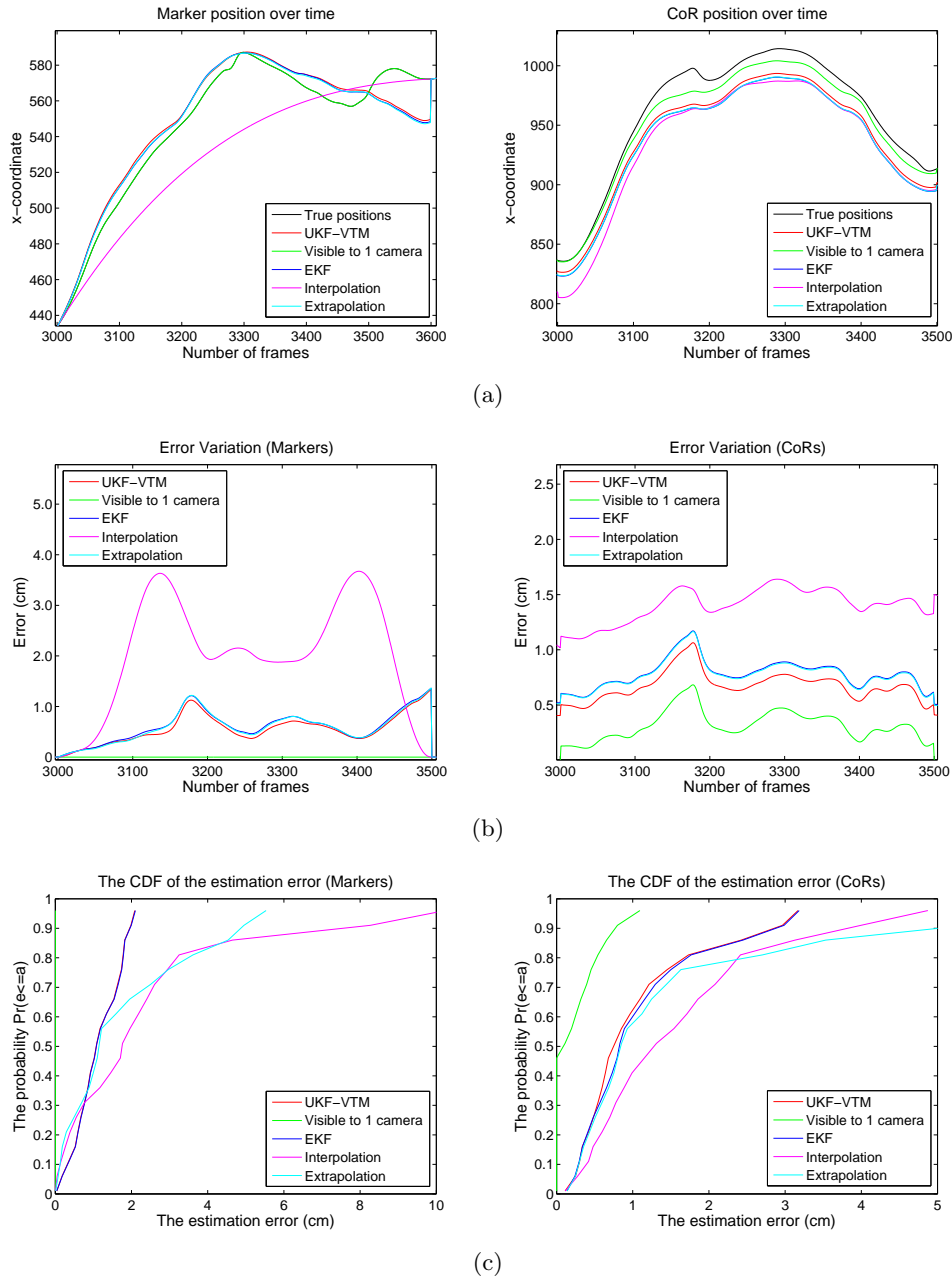 Marker position over time
580
560
540
520
500
480
460
440
3000 3100 3200 3300 3400 3500 3600
x−coordinate
Number of frames
True positions
UKF−VTM
Visible to 1 camera
EKF
Interpolation
Extrapolation
CoR position over time
1000
950
900
850
800
3000 3100 3200 3300 3400 3500
x−coordinate
Number of frames
True positions
UKF−VTM
Visible to 1 camera
EKF
Interpolation
Extrapolation
(a)
Error Variation (Markers)
5.0
4.0
3.0
2.0
1.0
0
3000 3100 3200 3300 3400 3500
Error (cm)
Number of frames
UKF−VTM
Visible to 1 camera
EKF
Interpolation
Extrapolation
Error Variation (CoRs)
2.5
2.0
1.5
1.0
0.5
3000 3100 3200 3300 3400 3500
Error (cm)
Number of frames
UKF−VTM
Visible to 1 camera
EKF
Interpolation
Extrapolation
(b)
The CDF of the estimation error (Markers)
1
0.9
0.8
0.7
0.6
0.5
0.4
0.3
0.2
0.1
0
0 2 4 6 8 10
The probability Pr(e<=a)
The estimation error (cm)
UKF−VTM
Visible to 1 camera
EKF
Interpolation
Extrapolation
The CDF of the estimation error (CoRs)
1
0.9
0.8
0.7
0.6
0.5
0.4
0.3
0.2
0.1
0
0 1 2 3 4 5
The probability Pr(e<=a)
The estimation error (cm)
UKF−VTM
Visible to 1 camera
EKF
Interpolation
Extrapolation
(c)